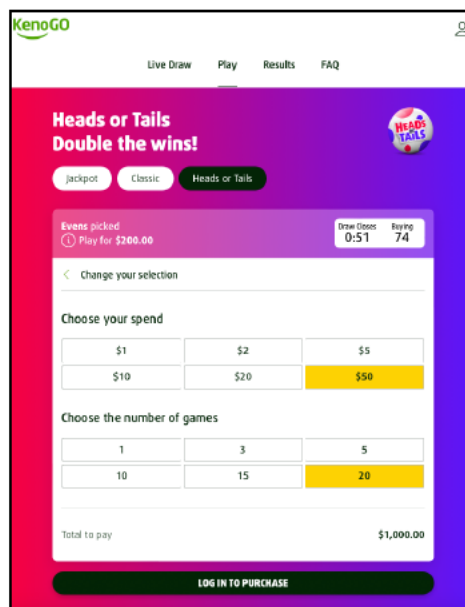 KenoGO
Live Draw Play Results FAQ
Heads or Tails
Double the wins!
HEADS
TAILS
Jackpot Classic Heads or Tails
Evens picked
Play for $200.00
Draw Closes Buying
0:51 74
Change your selection
Choose your spend
$1 $2 $5
$10 $20 $50
Choose the number of games
1 3 5
10 15 20
Total to pay $1,000.00
LOG IN TO PURCHASE